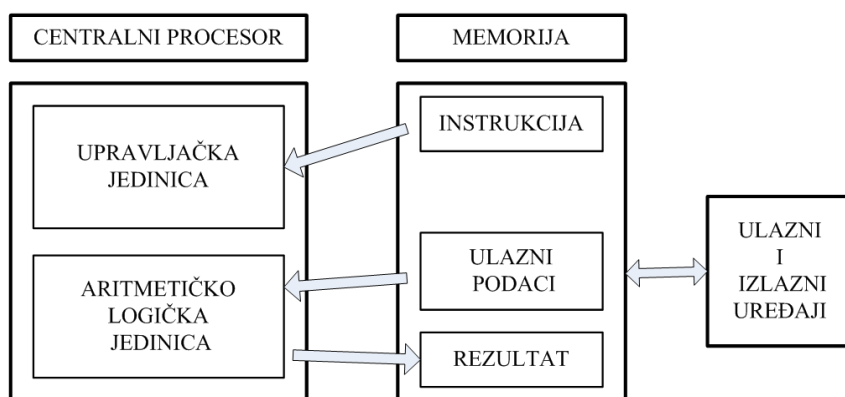 CENTRALNI PROCESOR
MEMORIJA
UPRAVLJAČKA
JEDINICA
ARITMETIČKO
LOGIČKA
JEDINICA
INSTRUKCIJA
ULAZNI
PODACI
REZULTAT
ULAZNI
I
IZLAZNI
UREĐAJI